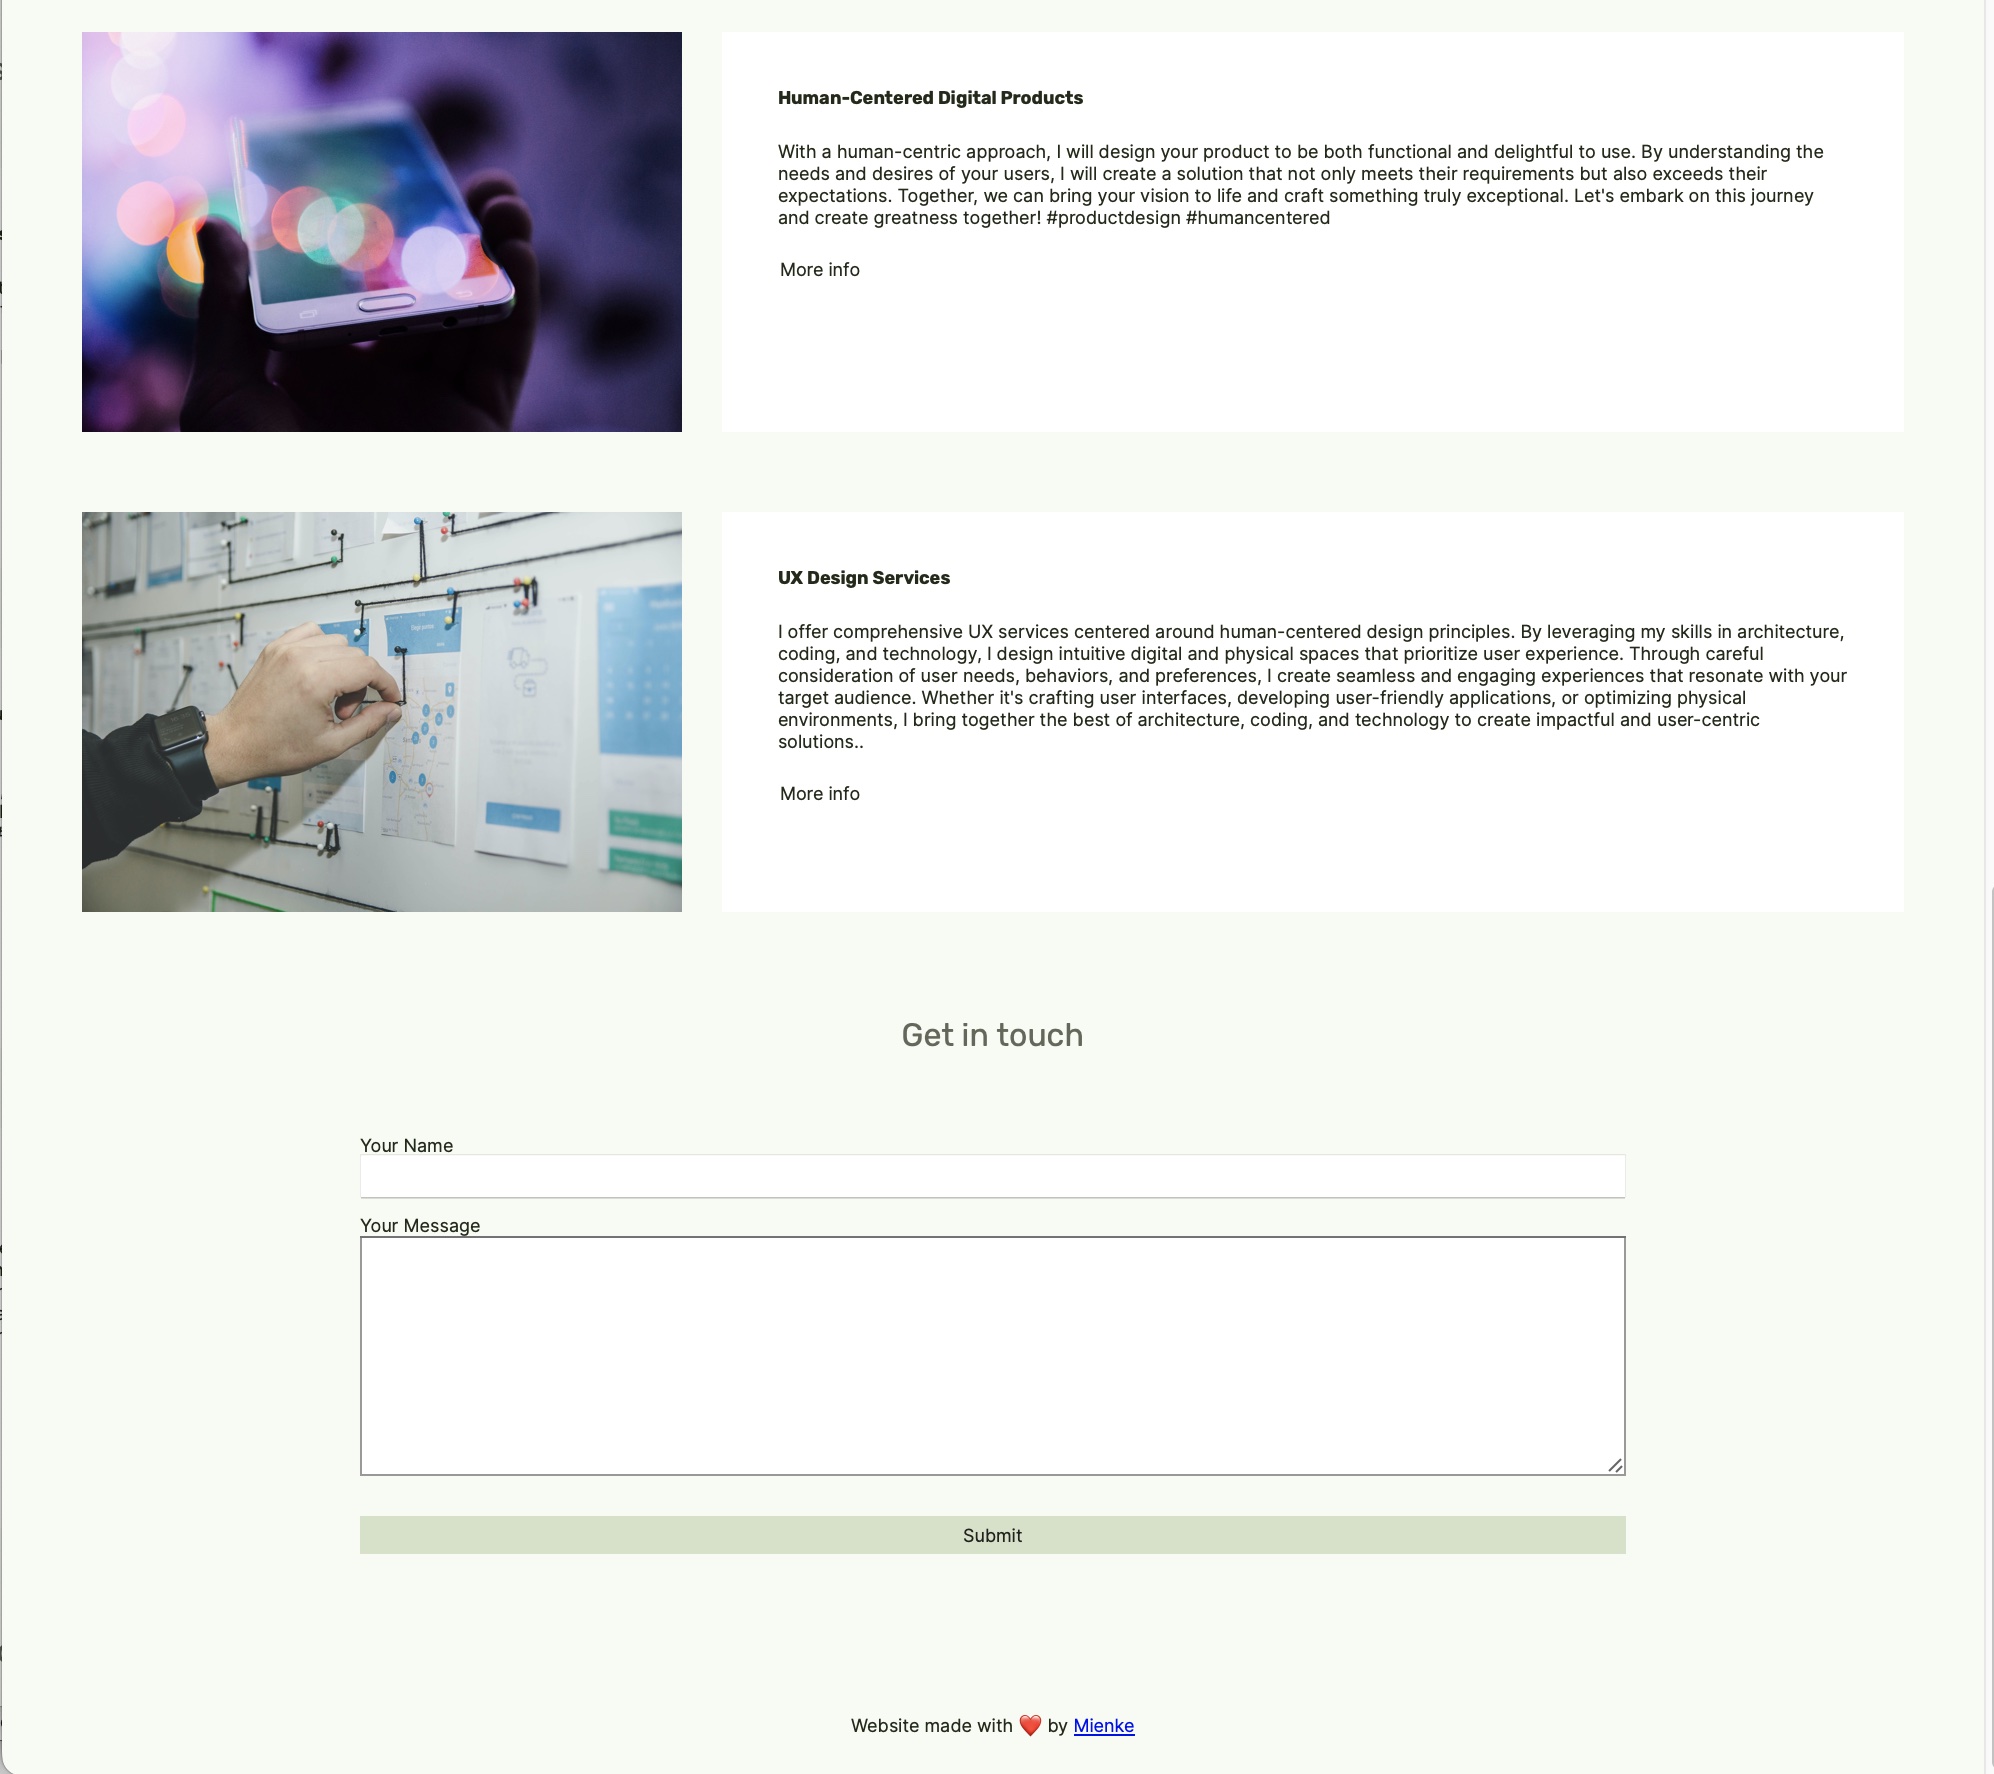 Human-Centered Digital Products
With a human-centric approach, I will design your product to be both functional and delightful to use. By understanding the
needs and desires of your users, I will create a solution that not only meets their requirements but also exceeds their
expectations. Together, we can bring your vision to life and craft something truly exceptional. Let's embark on this journey
and create greatness together! #productdesign #humancentered
More info
UX Design Services
I offer comprehensive UX services centered around human-centered design principles. By leveraging my skills in architecture,
coding, and technology, I design intuitive digital and physical spaces that prioritize user experience. Through careful
consideration of user needs, behaviors, and preferences, I create seamless and engaging experiences that resonate with your
target audience. Whether it's crafting user interfaces, developing user-friendly applications, or optimizing physical
environments, I bring together the best of architecture, coding, and technology to create impactful and user-centric
solutions..
More info
Get in touch
Your Name
Your Message
Submit
Website made with ❤️ by Mienke